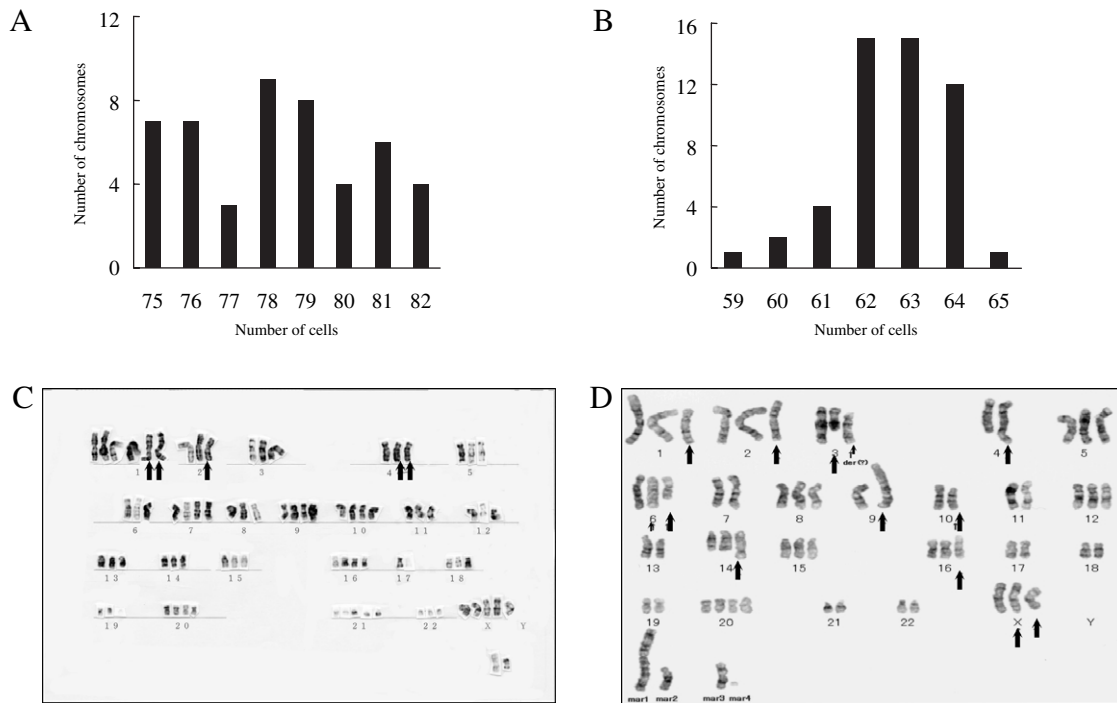 A
Number of chromosomes
12
8
4
0
75 76 77 78 79 80 81 82
Number of cells
B
Number of chromosomes
16
12
8
4
0
59 60 61 62 63 64 65
Number of cells
C
1 2 3 4 5
6 7 8 9 10 11 12
13 14 15 16 17 18
19 20 21 22 X Y
D
1 2 3 4 5
der(?)
6 7 8 9 10 11 12
13 14 15 16 17 18
19 20 21 22 X Y
mar1 mar2 mar3 mar4